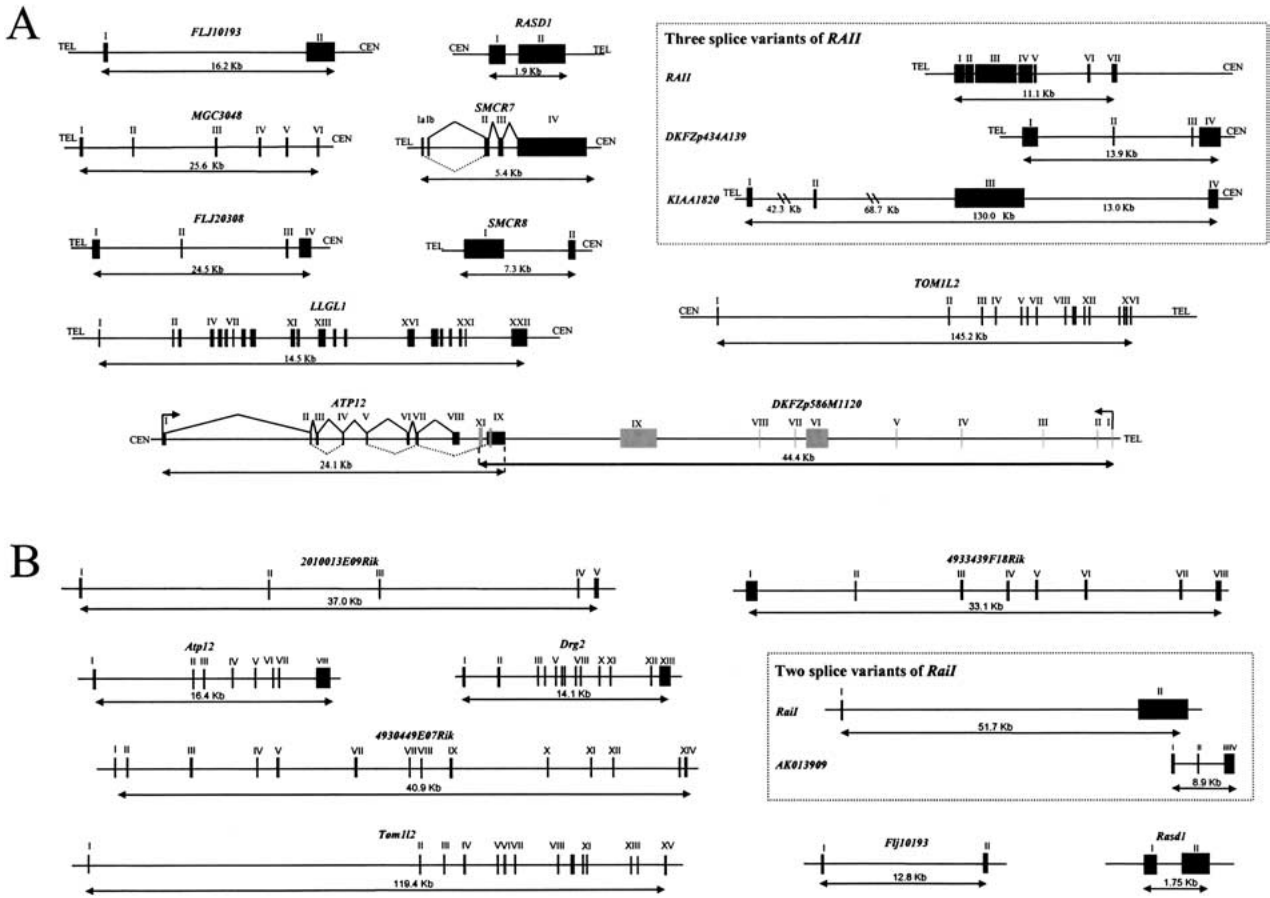 A
FLJ10193
I II
TEL CEN
16.2 Kb
RASD1
I II
CEN TEL
1.9 Kb
MGC3048
I II III IV V VI
TEL CEN
25.6 Kb
SMCR7
Ia Ib II III IV
TEL CEN
5.4 Kb
FLJ20308
I II III IV
TEL CEN
24.5 Kb
SMCR8
I II
TEL CEN
7.3 Kb
LLGL1
I II IV VII XI XIII XVI XXI XXII
TEL CEN
14.5 Kb
Three splice variants of RAII
I II III IV V VI VII
TEL CEN
RAII
11.1 Kb
I II III IV
DKFZp434A139 TEL CEN
13.9 Kb
I II III IV
KIAA1820 TEL CEN
42.3 Kb 68.7 Kb 13.0 Kb
130.0 Kb
TOM1L2
I II III IV V VII VIII XII XVI
CEN TEL
145.2 Kb
ATP12 DKFZp586M1120
I II III IV V VI VII VIII XI IX IX VIII VII VI V IV III II I
CEN TEL
24.1 Kb 44.4 Kb
B
2010013E09Rik
I II III IV V
37.0 Kb
4933439F18Rik
I II III IV V VI VII VIII
33.1 Kb
Atp12
I II III IV V VI VII VIII
16.4 Kb
Drg2
I II III V VIII X XI XII XIII
14.1 Kb
4930449E07Rik
I II III IV V VII VII VIII IX X XI XII XIV
40.9 Kb
Two splice variants of RaiI
I II
RaiI
51.7 Kb
I II IIIIV
AK013909
8.9 Kb
Tom1l2
I II III IV VVIVII VIII XI XIII XV
119.4 Kb
Flj10193
I II
12.8 Kb
Rasd1
I II
1.75 Kb